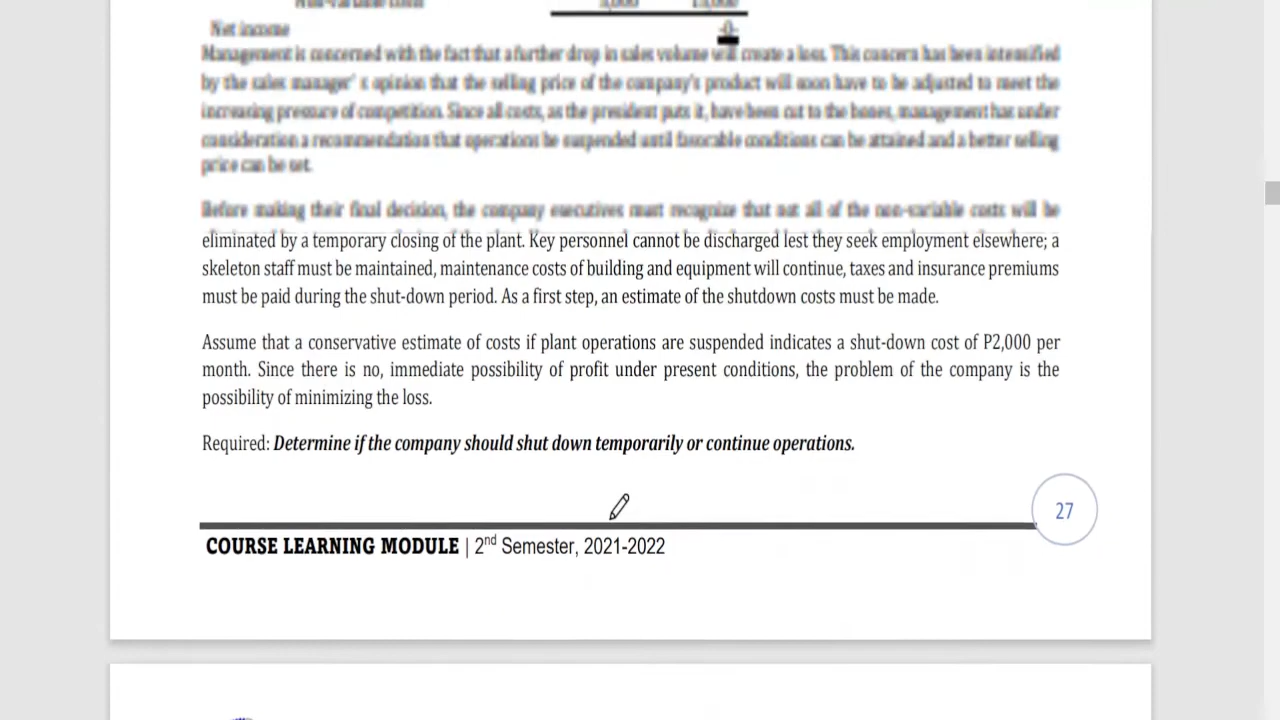 Net income -0-
Management is concerned with the fact that a further drop in sales volume will create a loss. This concern has been intensified
by the sales manager' s opinion that the selling price of the company's product will soon have to be adjusted to meet the
increasing pressure of competition. Since all costs, as the president puts it, have been cut to the bones, management has under
consideration a recommendation that operations be suspended until favorable conditions can be attained and a better selling
price can be set.
Before making their final decision, the company executives must recognize that not all of the non-variable costs will be
eliminated by a temporary closing of the plant. Key personnel cannot be discharged lest they seek employment elsewhere; a
skeleton staff must be maintained, maintenance costs of building and equipment will continue, taxes and insurance premiums
must be paid during the shut-down period. As a first step, an estimate of the shutdown costs must be made.
Assume that a conservative estimate of costs if plant operations are suspended indicates a shut-down cost of P2,000 per
month. Since there is no, immediate possibility of profit under present conditions, the problem of the company is the
possibility of minimizing the loss.
Required: Determine if the company should shut down temporarily or continue operations.
27
COURSE LEARNING MODULE | 2nd Semester, 2021-2022